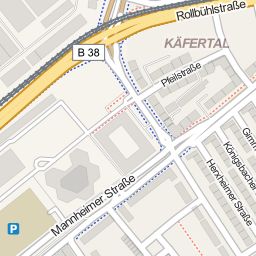 Rollbühlstraße
KÄFERTAL
B 38
Pfeilstraße
Mannheimer Straße
Königsbacher
Herxheimer Straße
P